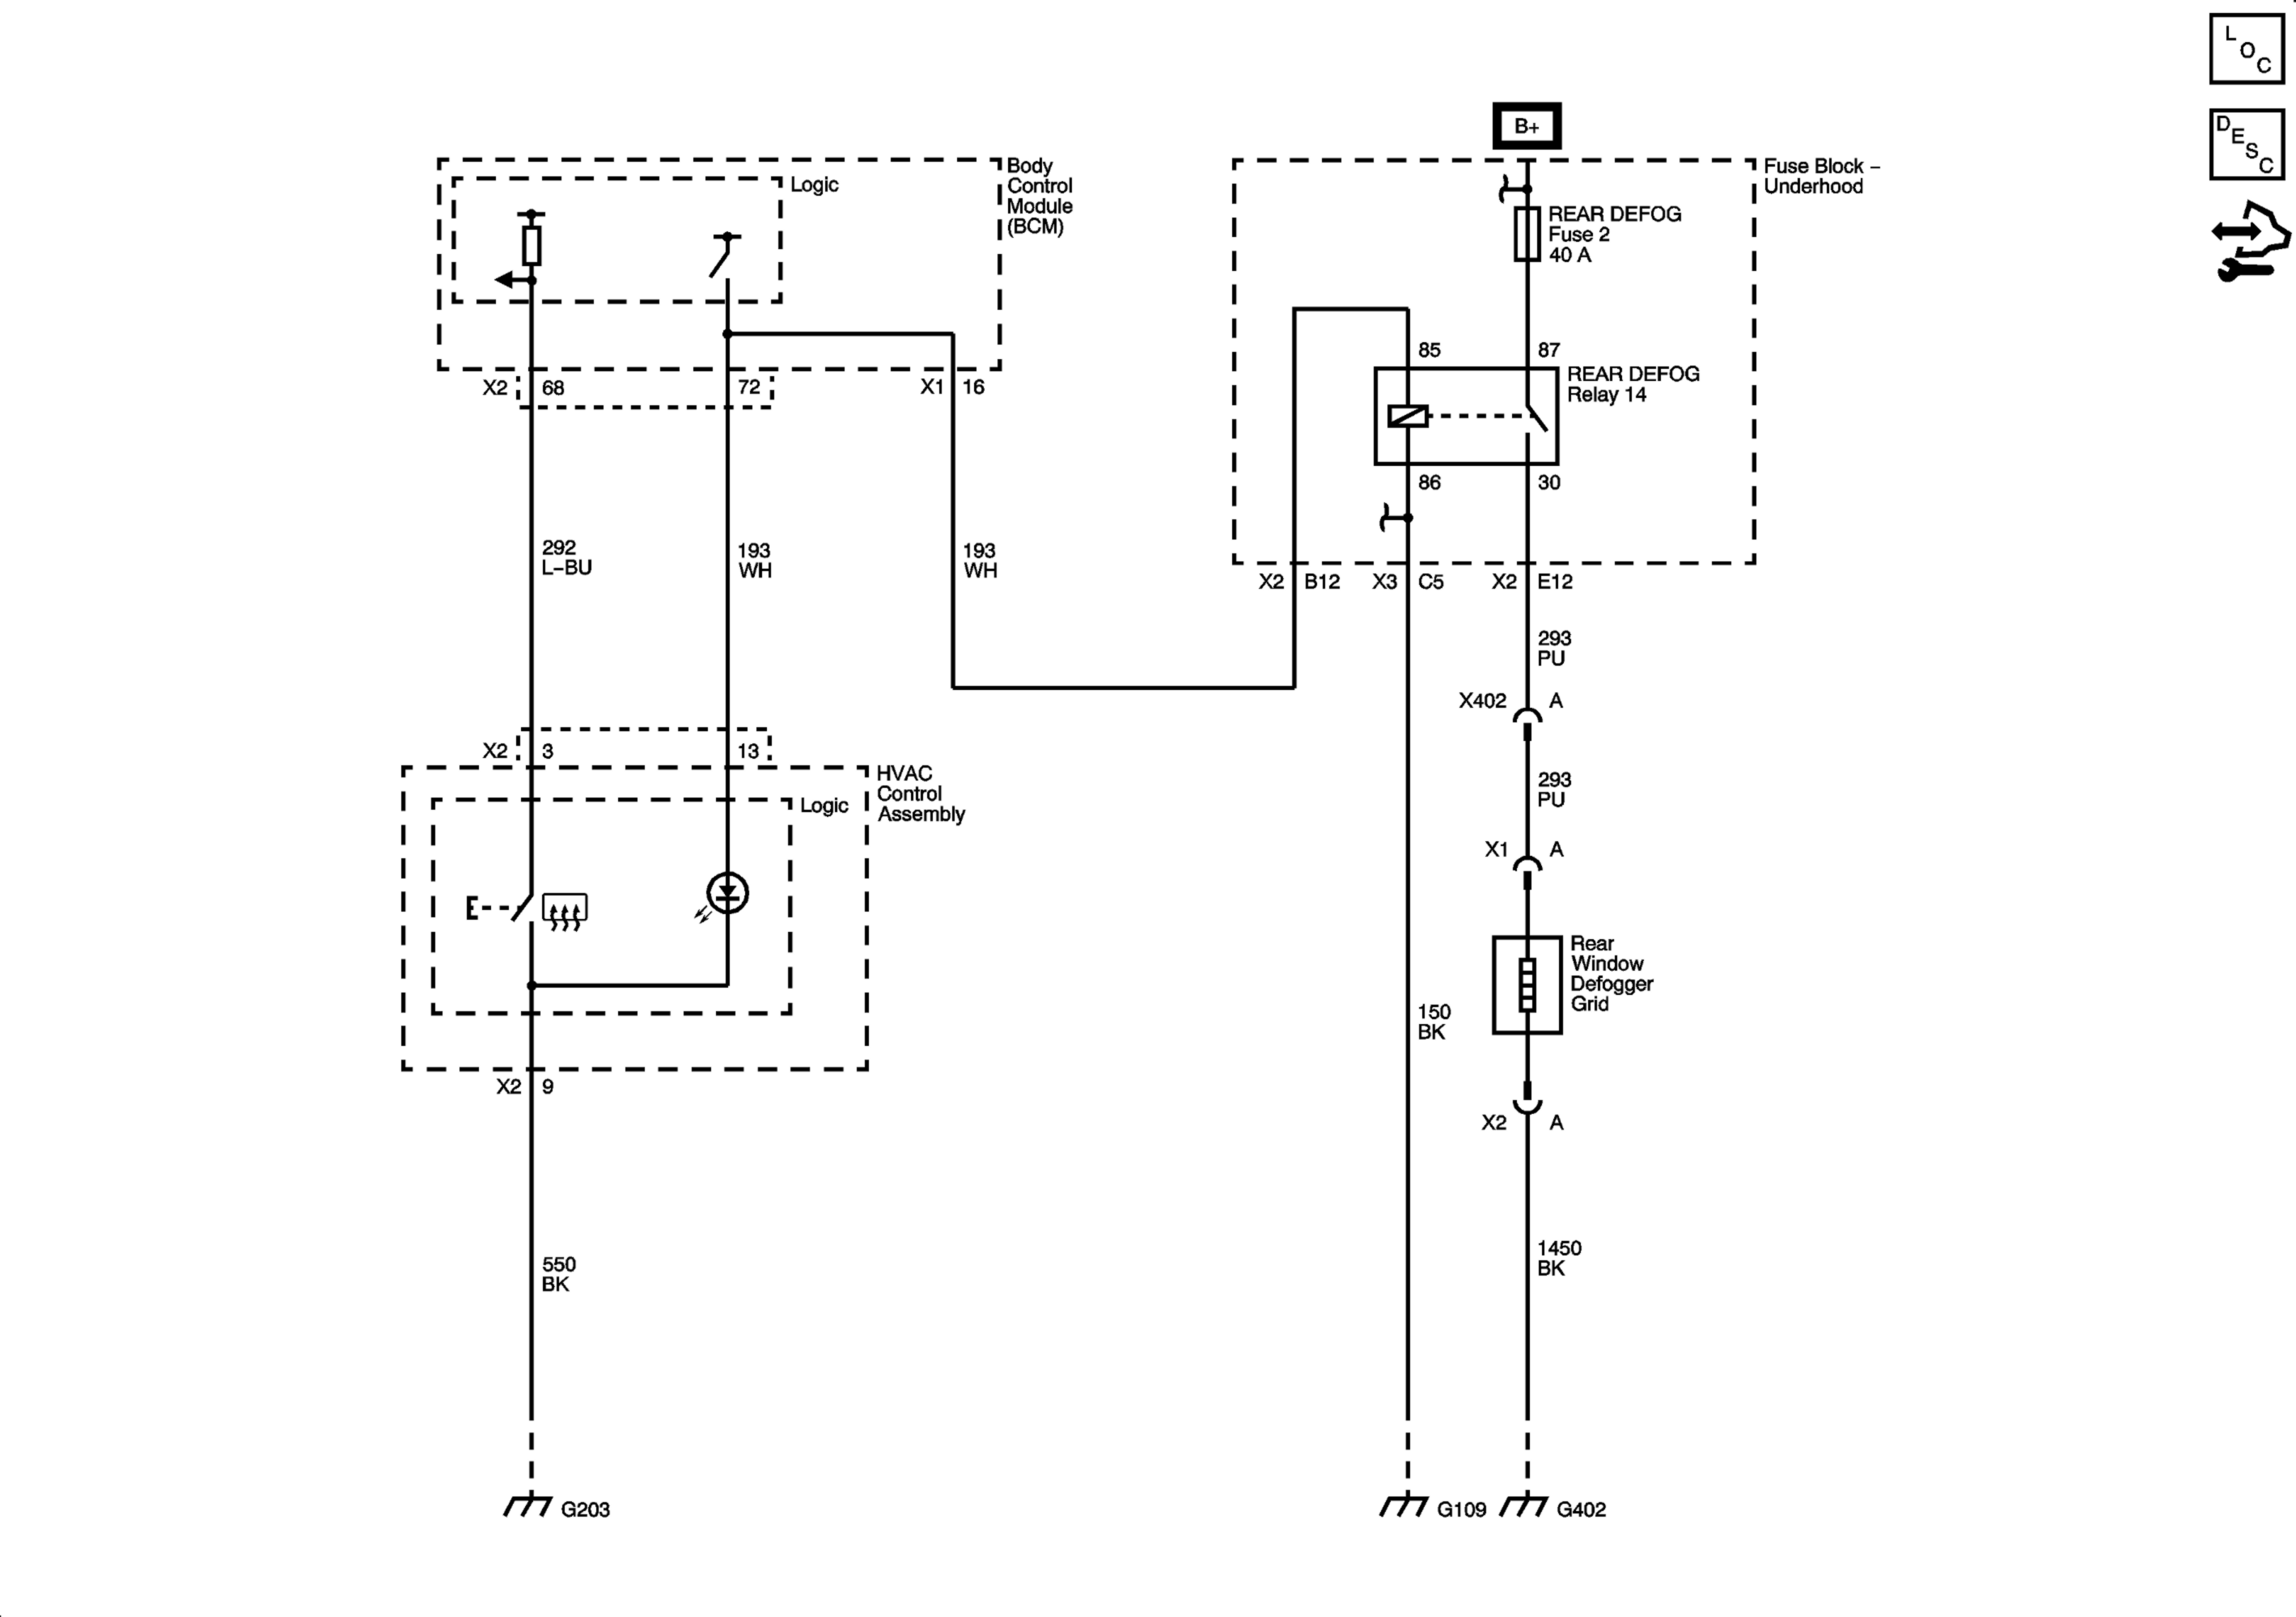 L
O
C
D
E
S
C
B+
Body
Control
Module
(BCM)
Logic
Fuse Block –
Underhood
REAR DEFOG
Fuse 2
40 A
85
87
REAR DEFOG
Relay 14
X2
68
72
X1
16
86
30
292
L–BU
193
WH
193
WH
X2
B12
X3
C5
X2
E12
293
PU
X402
A
X2
3
13
HVAC
Control
Assembly
Logic
293
PU
X1
A
Rear
Window
Defogger
Grid
150
BK
X2
9
X2
A
550
BK
1450
BK
G203
G109
G402